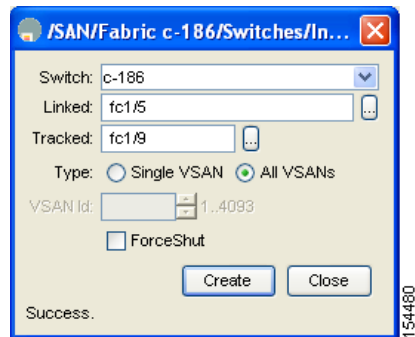 /SAN/Fabric c-186/Switches/In...
Switch: c-186
Linked: fc1/5 ...
Tracked: fc1/9 ...
Type: Single VSAN All VSANs
VSAN Id: 1..4093
ForceShut
Create Close
Success.
154480